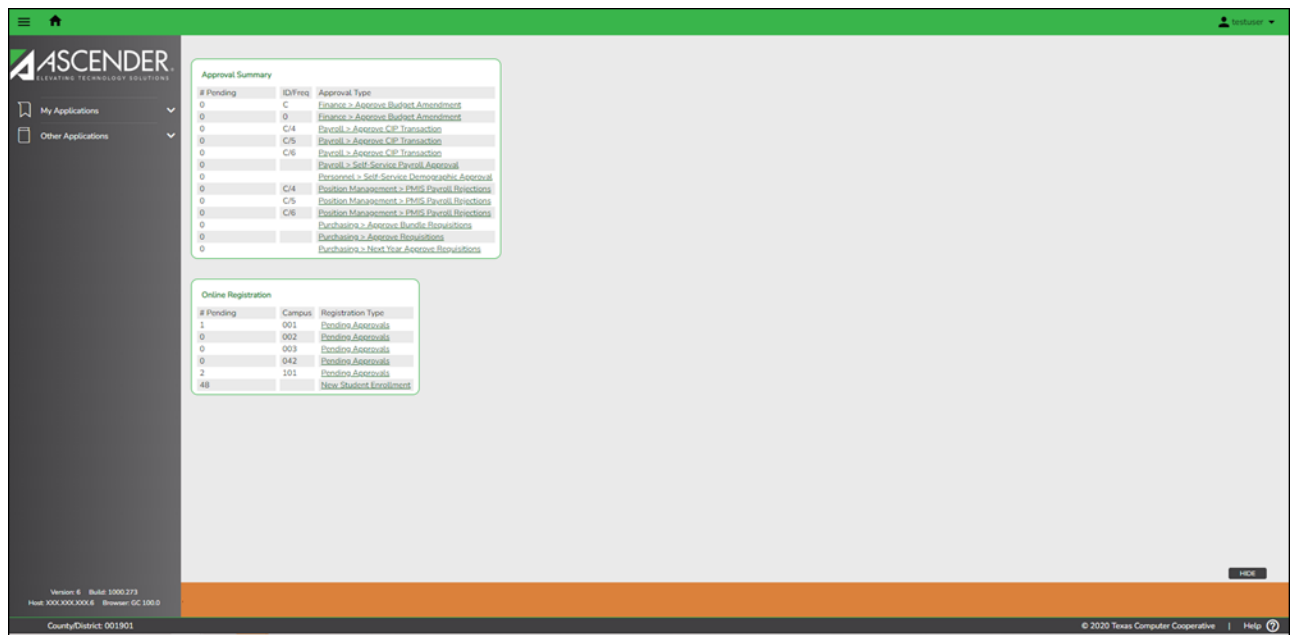 testuser
ASCENDER.
ELEVATING TECHNOLOGY SOLUTIONS
My Applications
Other Applications
Approval Summary
# Pending ID/Freq Approval Type
0 C Finance > Approve Budget Amendment
0 0 Finance > Approve Budget Amendment
0 C/4 Payroll > Approve CIP Transaction
0 C/5 Payroll > Approve CIP Transaction
0 C/6 Payroll > Approve CIP Transaction
0 Payroll > Self-Service Payroll Approval
0 Personnel > Self-Service Demographic Approval
0 C/4 Position Management > PMIS Payroll Rejections
0 C/5 Position Management > PMIS Payroll Rejections
0 C/6 Position Management > PMIS Payroll Rejections
0 Purchasing > Approve Bundle Requisitions
0 Purchasing > Approve Requisitions
0 Purchasing > Next Year Approve Requisitions
Online Registration
# Pending Campus Registration Type
1 001 Pending Approvals
0 002 Pending Approvals
0 003 Pending Approvals
0 042 Pending Approvals
2 101 Pending Approvals
48 New Student Enrollment
HIDE
Version: 6 Build: 1000.273
Host: XXX.XXX.XXX.6 Browser: GC 100.0
County/District: 001901
© 2020 Texas Computer Cooperative | Help ?